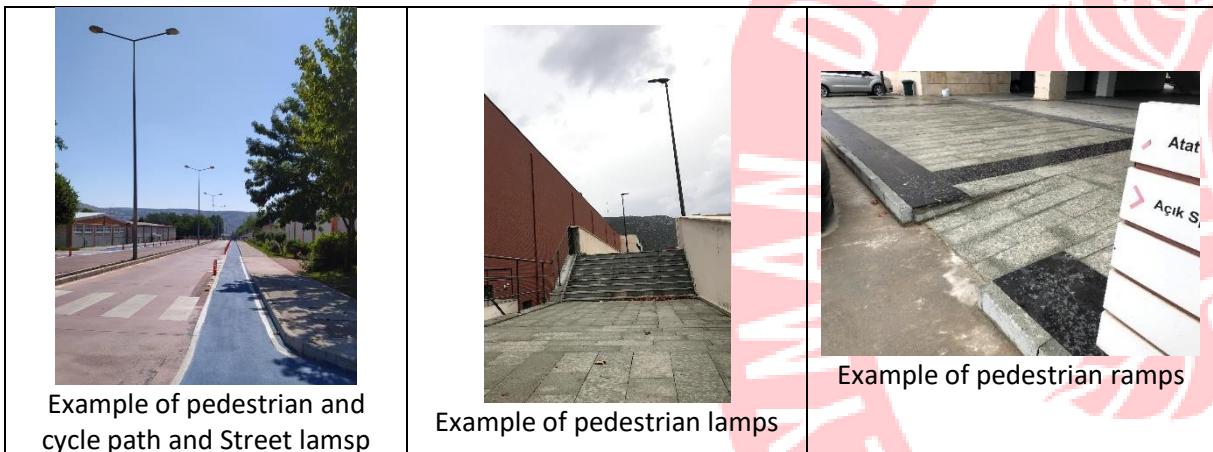 Atat
Açık S
Example of pedestrian and
cycle path and Street lamsp
Example of pedestrian lamps
Example of pedestrian ramps